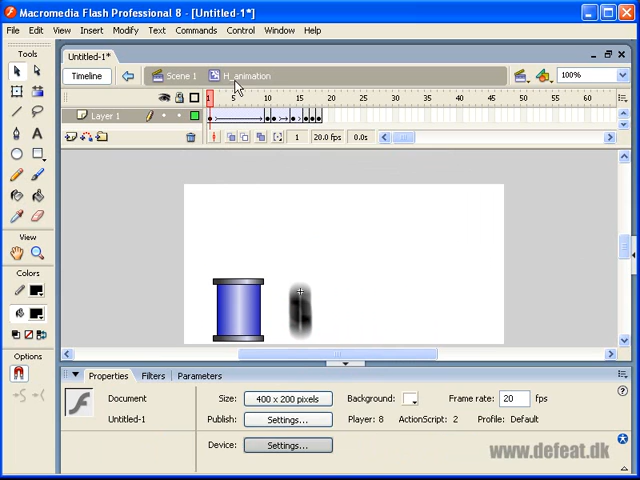 Macromedia Flash Professional 8 - [Untitled-1*]
File Edit View Insert Modify Text Commands Control Window Help
Tools
Untitled-1*
Timeline
Scene 1
H_animation
100%
1 5 10 15 20 25 30 35 40 45 50 55 60
Layer 1
1
20.0 fps
0.0s
View
Colors
Options
Properties Filters Parameters
Document
Size:
400 x 200 pixels
Background:
Frame rate:
20
fps
Untitled-1
Publish:
Settings...
Player: 8
ActionScript: 2
Profile: Default
Device:
Settings...
www.defeat.dk